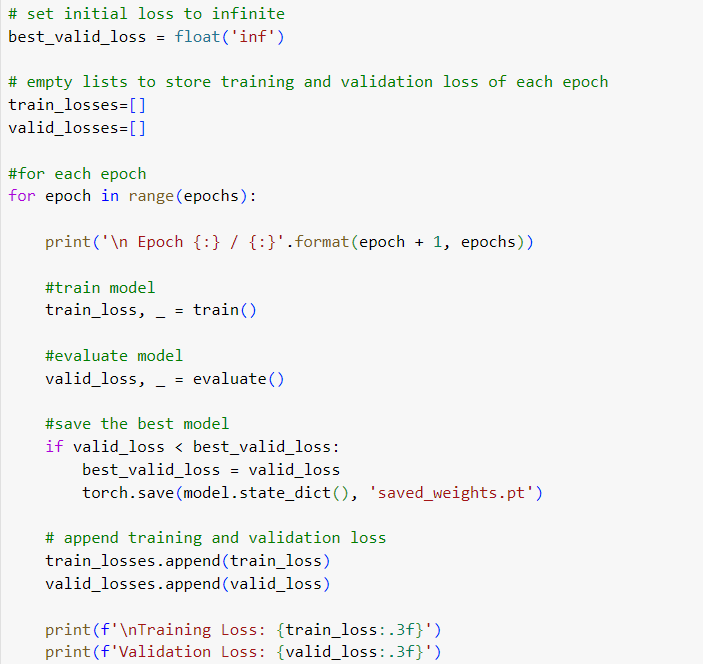 # set initial loss to infinite
best_valid_loss = float('inf')
# empty lists to store training and validation loss of each epoch
train_losses=[]
valid_losses=[]
#for each epoch
for epoch in range(epochs):
print('\n Epoch {:} / {:}'.format(epoch + 1, epochs))
#train model
train_loss, _ = train()
#evaluate model
valid_loss, _ = evaluate()
#save the best model
if valid_loss < best_valid_loss:
best_valid_loss = valid_loss
torch.save(model.state_dict(), 'saved_weights.pt')
# append training and validation loss
train_losses.append(train_loss)
valid_losses.append(valid_loss)
print(f'\nTraining Loss: {train_loss:.3f}')
print(f'Validation Loss: {valid_loss:.3f}')